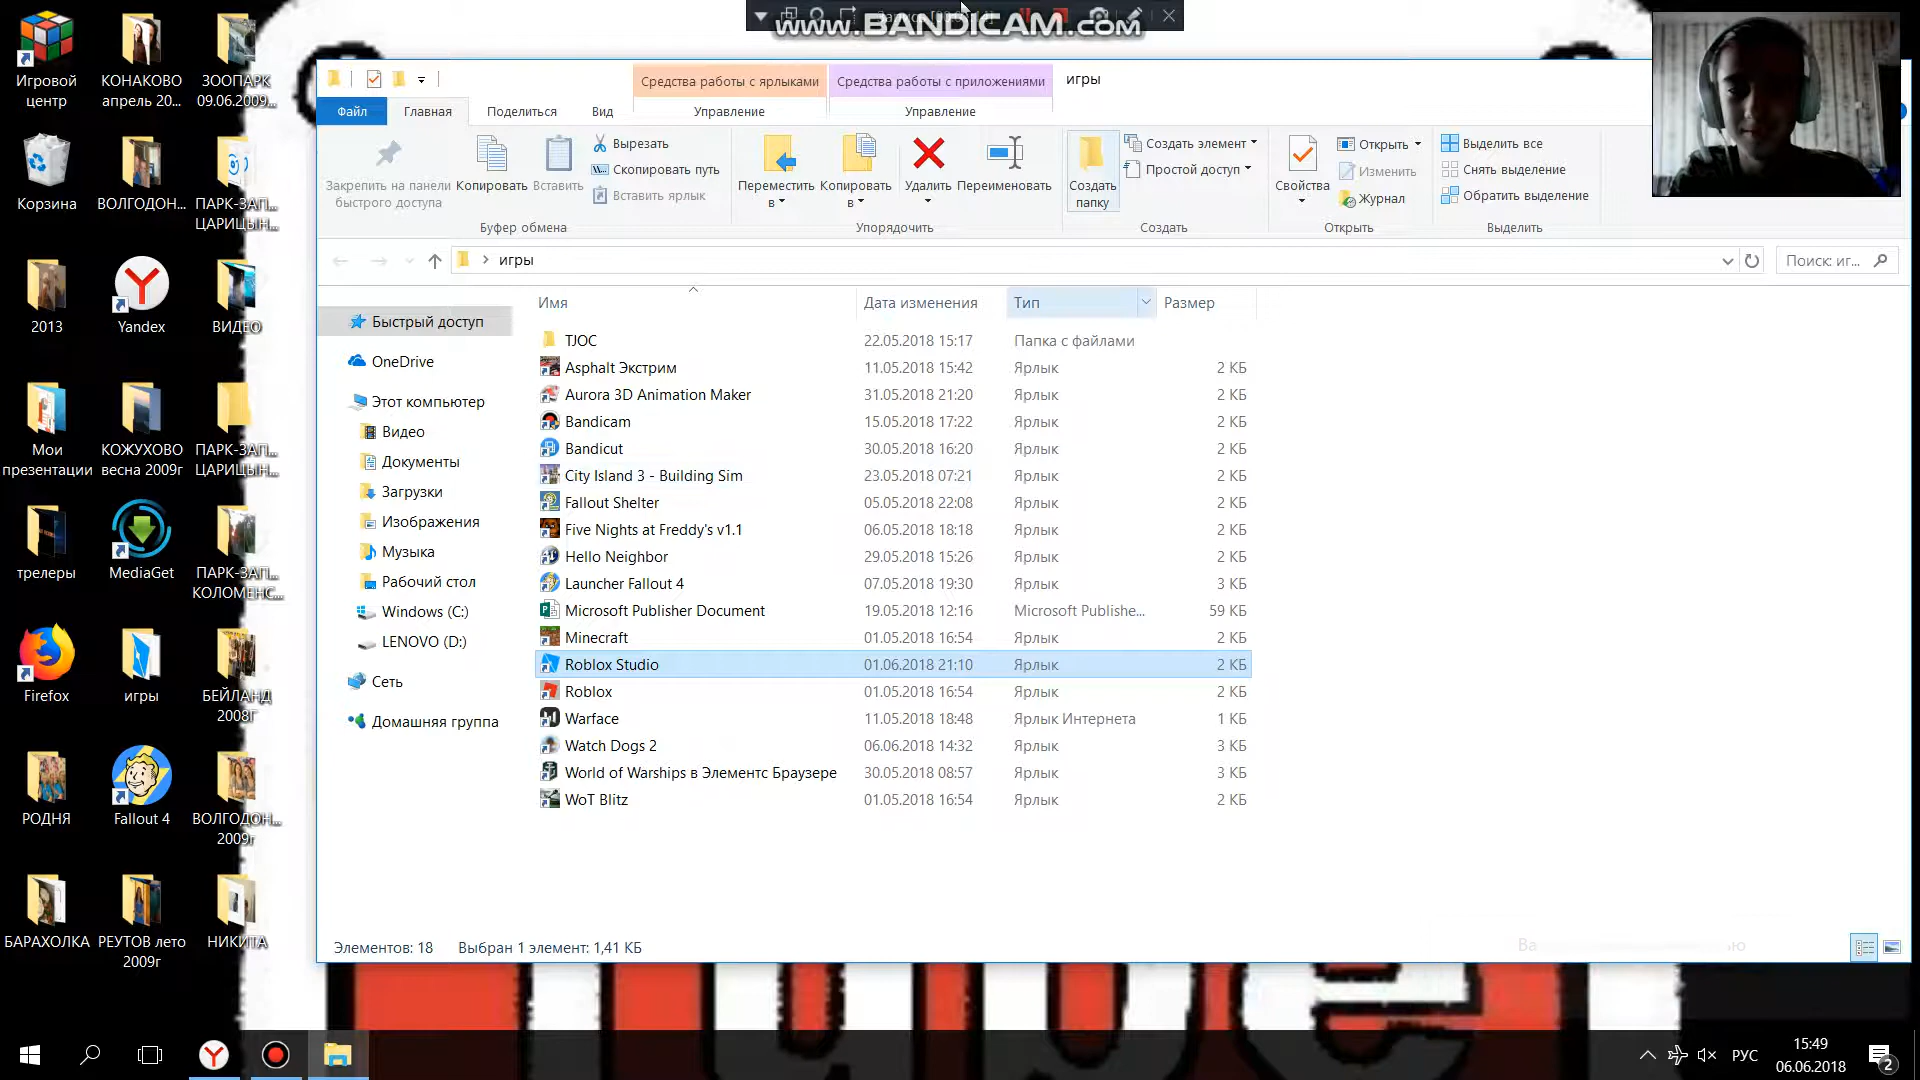 www.BANDICAM.com
Игровой центр
КОНАКОВО апрель 20...
ЗООПАРК 09.06.2009...
Корзина
ВОЛГОДОН...
ПАРК-ЗАП... ЦАРИЦЫН...
2013
Yandex
ВИДЕО
Мои презентации
КОЖУХОВО весна 2009г
ПАРК-ЗАП... ЦАРИЦЫН...
трелеры
MediaGet
ПАРК-ЗАП... КОЛОМЕНС...
Firefox
игры
БЕЙЛАНД 2008г
РОДНЯ
Fallout 4
ВОЛГОДОН... 2009г
БАРАХОЛКА
РЕУТОВ лето 2009г
НИКИТА
Средства работы с ярлыками
Средства работы с приложениями
игры
Файл
Главная
Поделиться
Вид
Управление
Управление
Закрепить на панели быстрого доступа
Копировать
Вставить
Вырезать
Скопировать путь
Вставить ярлык
Буфер обмена
Переместить в
Копировать в
Удалить
Переименовать
Упорядочить
Создать папку
Создать элемент
Простой доступ
Создать
Свойства
Открыть
Изменить
Журнал
Открыть
Выделить все
Снять выделение
Обратить выделение
Выделить
игры
Поиск: иг...
Быстрый доступ
OneDrive
Этот компьютер
Видео
Документы
Загрузки
Изображения
Музыка
Рабочий стол
Windows (C:)
LENOVO (D:)
Сеть
Домашняя группа
Имя Дата изменения Тип Размер
TJOC 22.05.2018 15:17 Папка с файлами
Asphalt Экстрим 11.05.2018 15:42 Ярлык 2 КБ
Aurora 3D Animation Maker 31.05.2018 21:20 Ярлык 2 КБ
Bandicam 15.05.2018 17:22 Ярлык 2 КБ
Bandicut 30.05.2018 16:20 Ярлык 2 КБ
City Island 3 - Building Sim 23.05.2018 07:21 Ярлык 2 КБ
Fallout Shelter 05.05.2018 22:08 Ярлык 2 КБ
Five Nights at Freddy's v1.1 06.05.2018 18:18 Ярлык 2 КБ
Hello Neighbor 29.05.2018 15:26 Ярлык 2 КБ
Launcher Fallout 4 07.05.2018 19:30 Ярлык 3 КБ
Microsoft Publisher Document 19.05.2018 12:16 Microsoft Publishe... 59 КБ
Minecraft 01.05.2018 16:54 Ярлык 2 КБ
Roblox Studio 01.06.2018 21:10 Ярлык 2 КБ
Roblox 01.05.2018 16:54 Ярлык 2 КБ
Warface 11.05.2018 18:48 Ярлык Интернета 1 КБ
Watch Dogs 2 06.06.2018 14:32 Ярлык 3 КБ
World of Warships в Элементс Браузере 30.05.2018 08:57 Ярлык 3 КБ
WoT Blitz 01.05.2018 16:54 Ярлык 2 КБ
Элементов: 18 Выбран 1 элемент: 1,41 КБ
РУС
15:49
06.06.2018
2